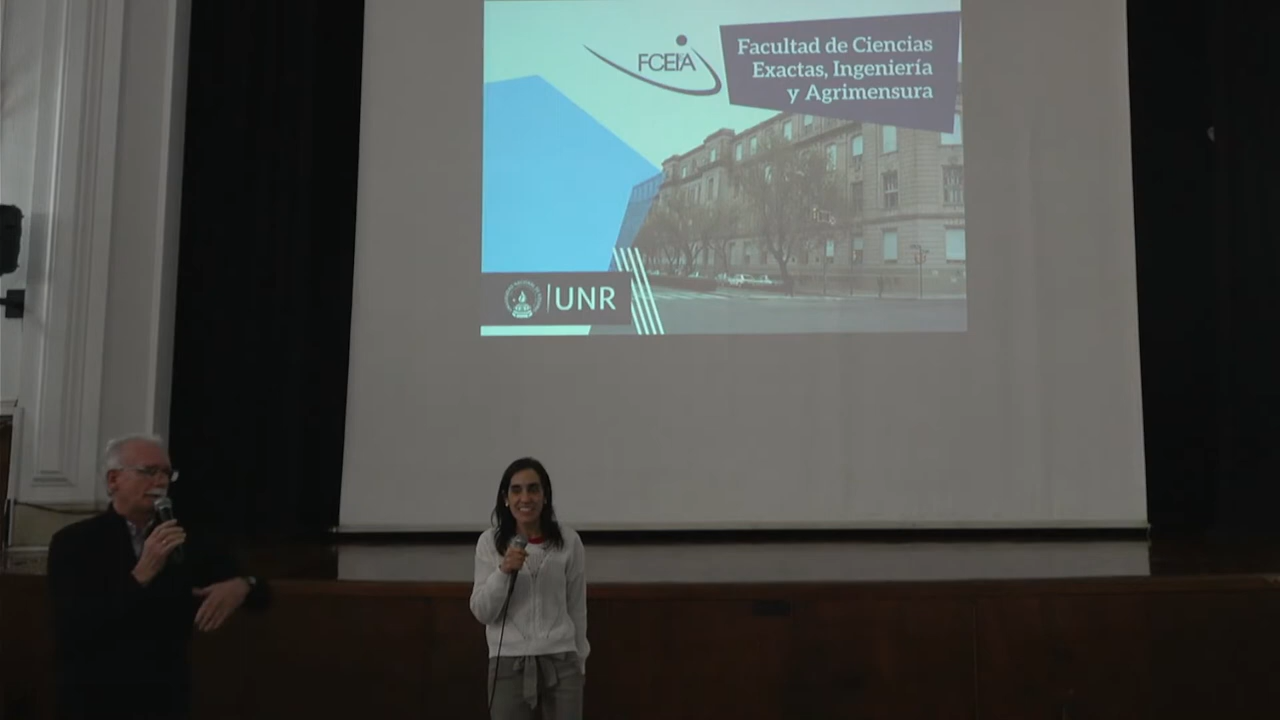 FCEIA
Facultad de Ciencias
Exactas, Ingeniería
y Agrimensura
UNR